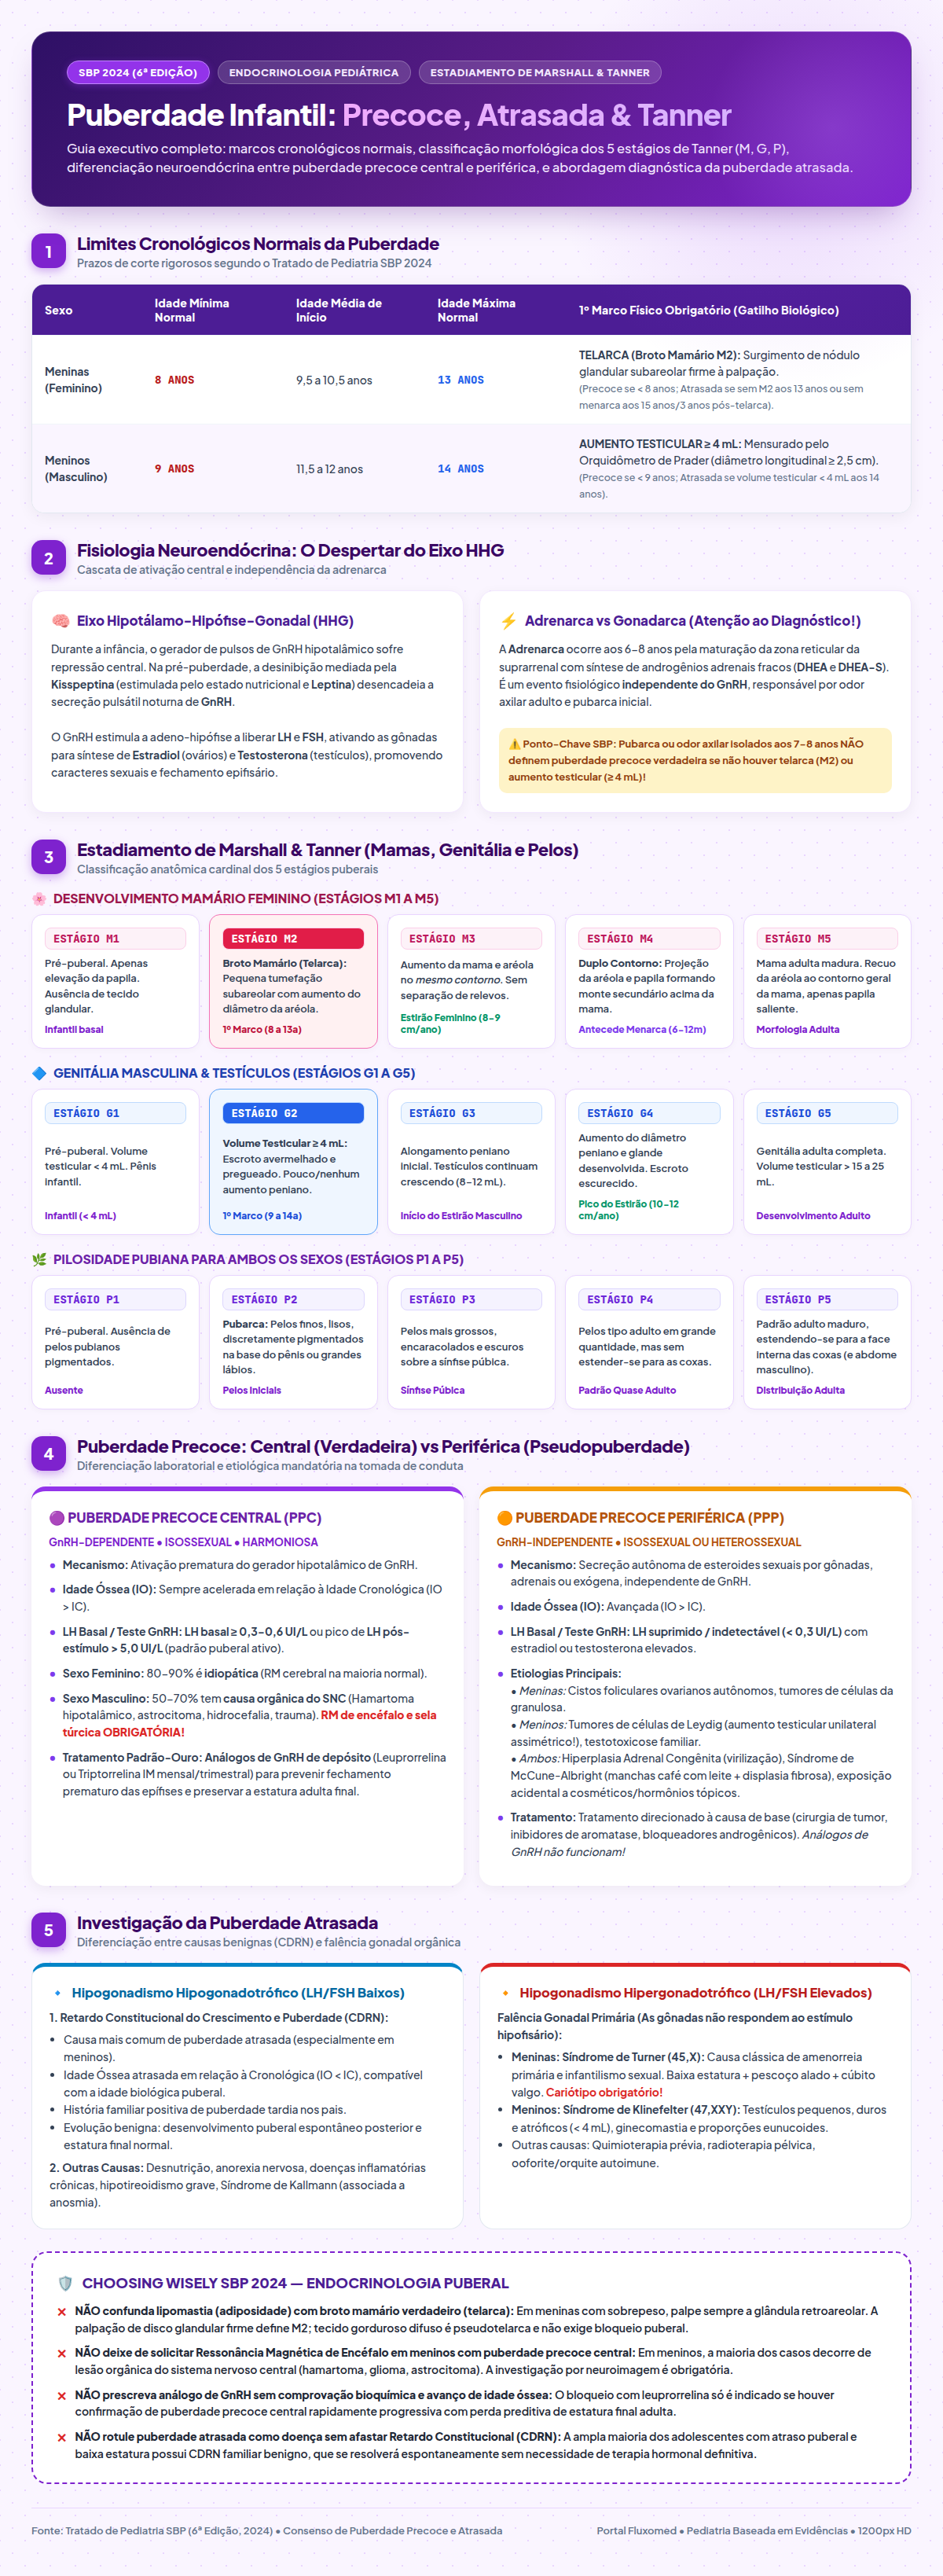 SBP 2024 (6ª EDIÇÃO)
ENDOCRINOLOGIA PEDIÁTRICA
ESTADIAMENTO DE MARSHALL & TANNER
Puberdade Infantil: Precoce, Atrasada & Tanner
Guia executivo completo: marcos cronológicos normais, classificação morfológica dos 5 estágios de Tanner (M, G, P),
diferenciação neuroendócrina entre puberdade precoce central e periférica, e abordagem diagnóstica da puberdade atrasada.
1
Limites Cronológicos Normais da Puberdade
Prazos de corte rigorosos segundo o Tratado de Pediatria SBP 2024
Sexo
Idade Mínima
Normal
Idade Média de
Início
Idade Máxima
Normal
1º Marco Físico Obrigatório (Gatilho Biológico)
Meninas
(Feminino)
8 ANOS
9,5 a 10,5 anos
13 ANOS
TELARCA (Broto Mamário M2): Surgimento de nódulo
glandular subareolar firme à palpação.
(Precoce se < 8 anos; Atrasada se sem M2 aos 13 anos ou sem
menarca aos 15 anos/3 anos pós-telarca).
Meninos
(Masculino)
9 ANOS
11,5 a 12 anos
14 ANOS
AUMENTO TESTICULAR ≥ 4 mL: Mensurado pelo
Orquidômetro de Prader (diâmetro longitudinal ≥ 2,5 cm).
(Precoce se < 9 anos; Atrasada se volume testicular < 4 mL aos 14
anos).
2
Fisiologia Neuroendócrina: O Despertar do Eixo HHG
Cascata de ativação central e independência da adrenarca
🧠 Eixo Hipotálamo-Hipófise-Gonadal (HHG)
Durante a infância, o gerador de pulsos de GnRH hipotalâmico sofre
repressão central. Na pré-puberdade, a desinibição mediada pela
Kisspeptina (estimulada pelo estado nutricional e Leptina) desencadeia a
secreção pulsátil noturna de GnRH.
O GnRH estimula a adeno-hipófise a liberar LH e FSH, ativando as gônadas
para síntese de Estradiol (ovários) e Testosterona (testículos), promovendo
caracteres sexuais e fechamento epifisário.
⚡ Adrenarca vs Gonadarca (Atenção ao Diagnóstico!)
A Adrenarca ocorre aos 6-8 anos pela maturação da zona reticular da
suprarrenal com síntese de androgênios adrenais fracos (DHEA e DHEA-S).
É um evento fisiológico independente do GnRH, responsável por odor
axilar adulto e pubarca inicial.
⚠️ Ponto-Chave SBP: Pubarca ou odor axilar isolados aos 7-8 anos NÃO
definem puberdade precoce verdadeira se não houver telarca (M2) ou
aumento testicular (≥ 4 mL)!
3
Estadiamento de Marshall & Tanner (Mamas, Genitália e Pelos)
Classificação anatômica cardinal dos 5 estágios puberais
🌸 DESENVOLVIMENTO MAMÁRIO FEMININO (ESTÁGIOS M1 A M5)
ESTÁGIO M1
Pré-puberal. Apenas
elevação da papila.
Ausência de tecido
glandular.
Infantil basal
ESTÁGIO M2
Broto Mamário (Telarca):
Pequena tumefação
subareolar com aumento do
diâmetro da aréola.
1º Marco (8 a 13a)
ESTÁGIO M3
Aumento da mama e aréola
no mesmo contorno. Sem
separação de relevos.
Estirão Feminino (8-9
cm/ano)
ESTÁGIO M4
Duplo Contorno: Projeção
da aréola e papila formando
monte secundário acima da
mama.
Antecede Menarca (6-12m)
ESTÁGIO M5
Mama adulta madura. Recuo
da aréola ao contorno geral
da mama, apenas papila
saliente.
Morfologia Adulta
🔷 GENITÁLIA MASCULINA & TESTÍCULOS (ESTÁGIOS G1 A G5)
ESTÁGIO G1
Pré-puberal. Volume
testicular < 4 mL. Pênis
infantil.
Infantil (< 4 mL)
ESTÁGIO G2
Volume Testicular ≥ 4 mL:
Escroto avermelhado e
pregueado. Pouco/nenhum
aumento peniano.
1º Marco (9 a 14a)
ESTÁGIO G3
Alongamento peniano
inicial. Testículos continuam
crescendo (8-12 mL).
Início do Estirão Masculino
ESTÁGIO G4
Aumento do diâmetro
peniano e glande
desenvolvida. Escroto
escurecido.
Pico do Estirão (10-12
cm/ano)
ESTÁGIO G5
Genitália adulta completa.
Volume testicular > 15 a 25
mL.
Desenvolvimento Adulto
🌿 PILOSIDADE PUBIANA PARA AMBOS OS SEXOS (ESTÁGIOS P1 A P5)
ESTÁGIO P1
Pré-puberal. Ausência de
pelos pubianos
pigmentados.
Ausente
ESTÁGIO P2
Pubarca: Pelos finos, lisos,
discretamente pigmentados
na base do pênis ou grandes
lábios.
Pelos Iniciais
ESTÁGIO P3
Pelos mais grossos,
encaracolados e escuros
sobre a sínfise púbica.
Sínfise Púbica
ESTÁGIO P4
Pelos tipo adulto em grande
quantidade, mas sem
estender-se para as coxas.
Padrão Quase Adulto
ESTÁGIO P5
Padrão adulto maduro,
estendendo-se para a face
interna das coxas (e abdome
masculino).
Distribuição Adulta
4
Puberdade Precoce: Central (Verdadeira) vs Periférica (Pseudopuberdade)
Diferenciação laboratorial e etiológica mandatória na tomada de conduta
🟣 PUBERDADE PRECOCE CENTRAL (PPC)
GnRH-DEPENDENTE • ISOSSEXUAL • HARMONIOSA
• Mecanismo: Ativação prematura do gerador hipotalâmico de GnRH.
• Idade Óssea (IO): Sempre acelerada em relação à Idade Cronológica (IO
> IC).
• LH Basal / Teste GnRH: LH basal ≥ 0,3-0,6 UI/L ou pico de LH pós-
estímulo > 5,0 UI/L (padrão puberal ativo).
• Sexo Feminino: 80-90% é idiopática (RM cerebral na maioria normal).
• Sexo Masculino: 50-70% tem causa orgânica do SNC (Hamartoma
hipotalâmico, astrocitoma, hidrocefalia, trauma). RM de encéfalo e sela
túrcica OBRIGATÓRIA!
• Tratamento Padrão-Ouro: Análogos de GnRH de depósito (Leuprorrelina
ou Triptorrelina IM mensal/trimestral) para prevenir fechamento
prematuro das epífises e preservar a estatura adulta final.
🟠 PUBERDADE PRECOCE PERIFÉRICA (PPP)
GnRH-INDEPENDENTE • ISOSSEXUAL OU HETEROSSEXUAL
• Mecanismo: Secreção autônoma de esteroides sexuais por gônadas,
adrenais ou exógena, independente de GnRH.
• Idade Óssea (IO): Avançada (IO > IC).
• LH Basal / Teste GnRH: LH suprimido / indetectável (< 0,3 UI/L) com
estradiol ou testosterona elevados.
• Etiologias Principais:
• Meninas: Cistos foliculares ovarianos autônomos, tumores de células da
granulosa.
• Meninos: Tumores de células de Leydig (aumento testicular unilateral
assimétrico!), testotoxicose familiar.
• Ambos: Hiperplasia Adrenal Congênita (virilização), Síndrome de
McCune-Albright (manchas café com leite + displasia fibrosa), exposição
acidental a cosméticos/hormônios tópicos.
• Tratamento: Tratamento direcionado à causa de base (cirurgia de tumor,
inibidores de aromatase, bloqueadores androgênicos). Análogos de
GnRH não funcionam!
5
Investigação da Puberdade Atrasada
Diferenciação entre causas benignas (CDRN) e falência gonadal orgânica
🔹 Hipogonadismo Hipogonadotrófico (LH/FSH Baixos)
1. Retardo Constitucional do Crescimento e Puberdade (CDRN):
• Causa mais comum de puberdade atrasada (especialmente em
meninos).
• Idade Óssea atrasada em relação à Cronológica (IO < IC), compatível
com a idade biológica puberal.
• História familiar positiva de puberdade tardia nos pais.
• Evolução benigna: desenvolvimento puberal espontâneo posterior e
estatura final normal.
2. Outras Causas: Desnutrição, anorexia nervosa, doenças inflamatórias
crônicas, hipotireoidismo grave, Síndrome de Kallmann (associada a
anosmia).
🔸 Hipogonadismo Hipergonadotrófico (LH/FSH Elevados)
Falência Gonadal Primária (As gônadas não respondem ao estímulo
hipofisário):
• Meninas: Síndrome de Turner (45,X): Causa clássica de amenorreia
primária e infantilismo sexual. Baixa estatura + pescoço alado + cúbito
valgo. Cariótipo obrigatório!
• Meninos: Síndrome de Klinefelter (47,XXY): Testículos pequenos, duros
e atróficos (< 4 mL), ginecomastia e proporções eunucoides.
• Outras causas: Quimioterapia prévia, radioterapia pélvica,
ooforite/orquite autoimune.
🛡️ CHOOSING WISELY SBP 2024 — ENDOCRINOLOGIA PUBERAL
✕ NÃO confunda lipomastia (adiposidade) com broto mamário verdadeiro (telarca): Em meninas com sobrepeso, palpe sempre a glândula retroareolar. A
palpação de disco glandular firme define M2; tecido gorduroso difuso é pseudotelarca e não exige bloqueio puberal.
✕ NÃO deixe de solicitar Ressonância Magnética de Encéfalo em meninos com puberdade precoce central: Em meninos, a maioria dos casos decorre de
lesão orgânica do sistema nervoso central (hamartoma, glioma, astrocitoma). A investigação por neuroimagem é obrigatória.
✕ NÃO prescreva análogo de GnRH sem comprovação bioquímica e avanço de idade óssea: O bloqueio com leuprorrelina só é indicado se houver
confirmação de puberdade precoce central rapidamente progressiva com perda preditiva de estatura final adulta.
✕ NÃO rotule puberdade atrasada como doença sem afastar Retardo Constitucional (CDRN): A ampla maioria dos adolescentes com atraso puberal e
baixa estatura possui CDRN familiar benigno, que se resolverá espontaneamente sem necessidade de terapia hormonal definitiva.
Fonte: Tratado de Pediatria SBP (6ª Edição, 2024) • Consenso de Puberdade Precoce e Atrasada
Portal Fluxomed • Pediatria Baseada em Evidências • 1200px HD